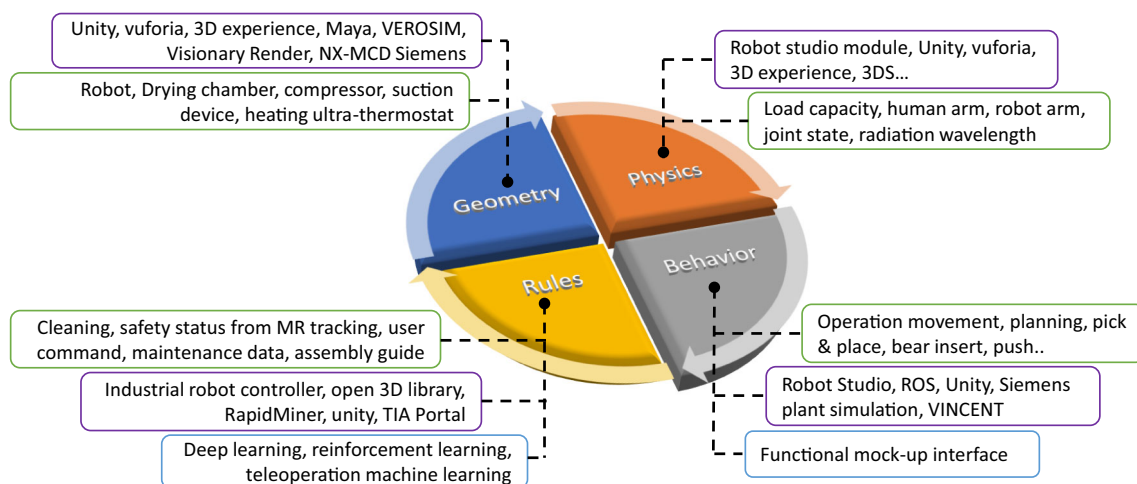 Unity, vuforia, 3D experience, Maya, VEROSIM,
Visionary Render, NX-MCD Siemens
Robot, Drying chamber, compressor, suction
device, heating ultra-thermostat
Robot studio module, Unity, vuforia,
3D experience, 3DS...
Load capacity, human arm, robot arm,
joint state, radiation wavelength
Geometry
Physics
Rules
Behavior
Cleaning, safety status from MR tracking, user
command, maintenance data, assembly guide
Industrial robot controller, open 3D library,
RapidMiner, unity, TIA Portal
Deep learning, reinforcement learning,
teleoperation machine learning
Operation movement, planning, pick
& place, bear insert, push..
Robot Studio, ROS, Unity, Siemens
plant simulation, VINCENT
Functional mock-up interface